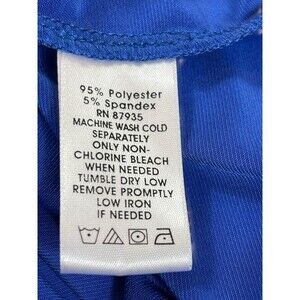 95% Polyester
5% Spandex
RN 87935
MACHINE WASH COLD
SEPARATELY
ONLY NON-
CHLORINE BLEACH
WHEN NEEDED
TUMBLE DRY LOW
REMOVE PROMPTLY
LOW IRON
IF NEEDED